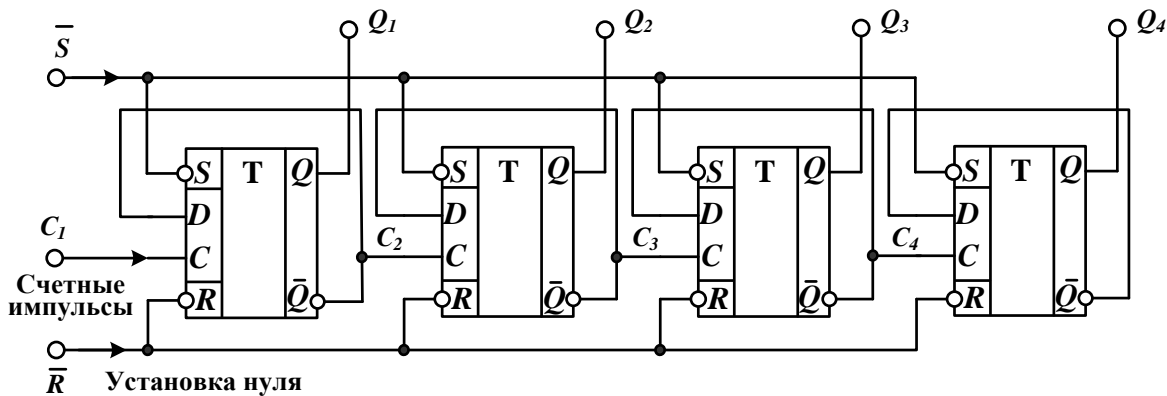 Q₁ Q₂ Q₃ Q₄
S̅
S T Q S T Q S T Q S T Q
D D D D
C₁ C C₂ C C₃ C C₄ C
Счетные
импульсы
R Q̅ R Q̅ R Q̅ R Q̅
R̅ Установка нуля